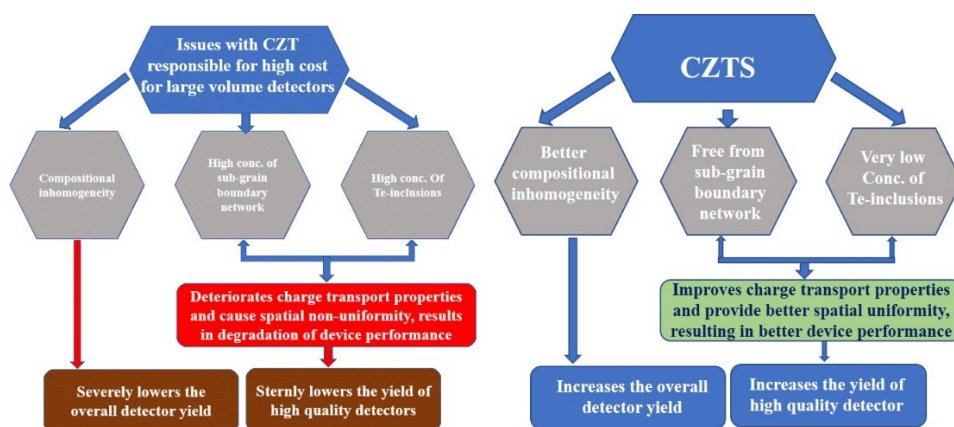 Issues with CZT
responsible for high cost
for large volume detectors
Compositional
inhomogeneity
High conc. of
sub-grain
boundary
network
High conc. Of
Te-inclusions
Deteriorates charge transport properties
and cause spatial non-uniformity, results
in degradation of device performance
Severely lowers the
overall detector yield
Sternly lowers the yield of
high quality detectors
CZTS
Better
compositional
inhomogeneity
Free from
sub-grain
boundary
network
Very low
Conc. of
Te-inclusions
Improves charge transport properties
and provide better spatial uniformity,
resulting in better device performance
Increases the overall
detector yield
Increases the yield of
high quality detector